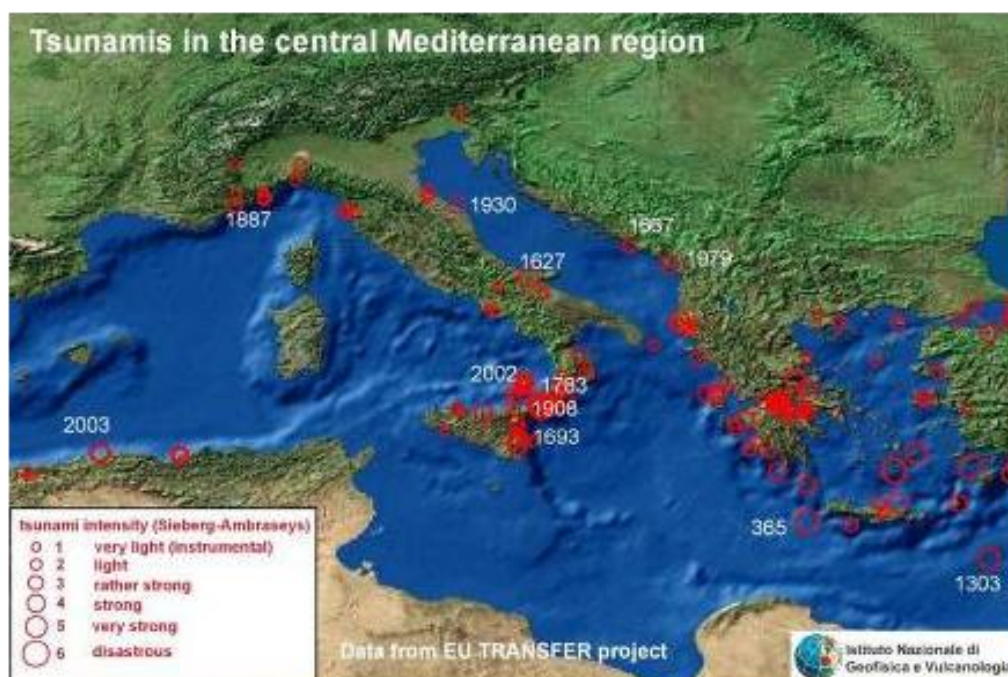 Tsunamis in the central Mediterranean region
1930
1887
1667
1979
1627
2002
1783
1908
1693
2003
365
1303
tsunami intensity (Sieberg-Ambraseys)
1 very light (instrumental)
2 light
3 rather strong
4 strong
5 very strong
6 disastrous
Data from EU TRANSFER project
Istituto Nazionale di
Geofisica e Vulcanologia